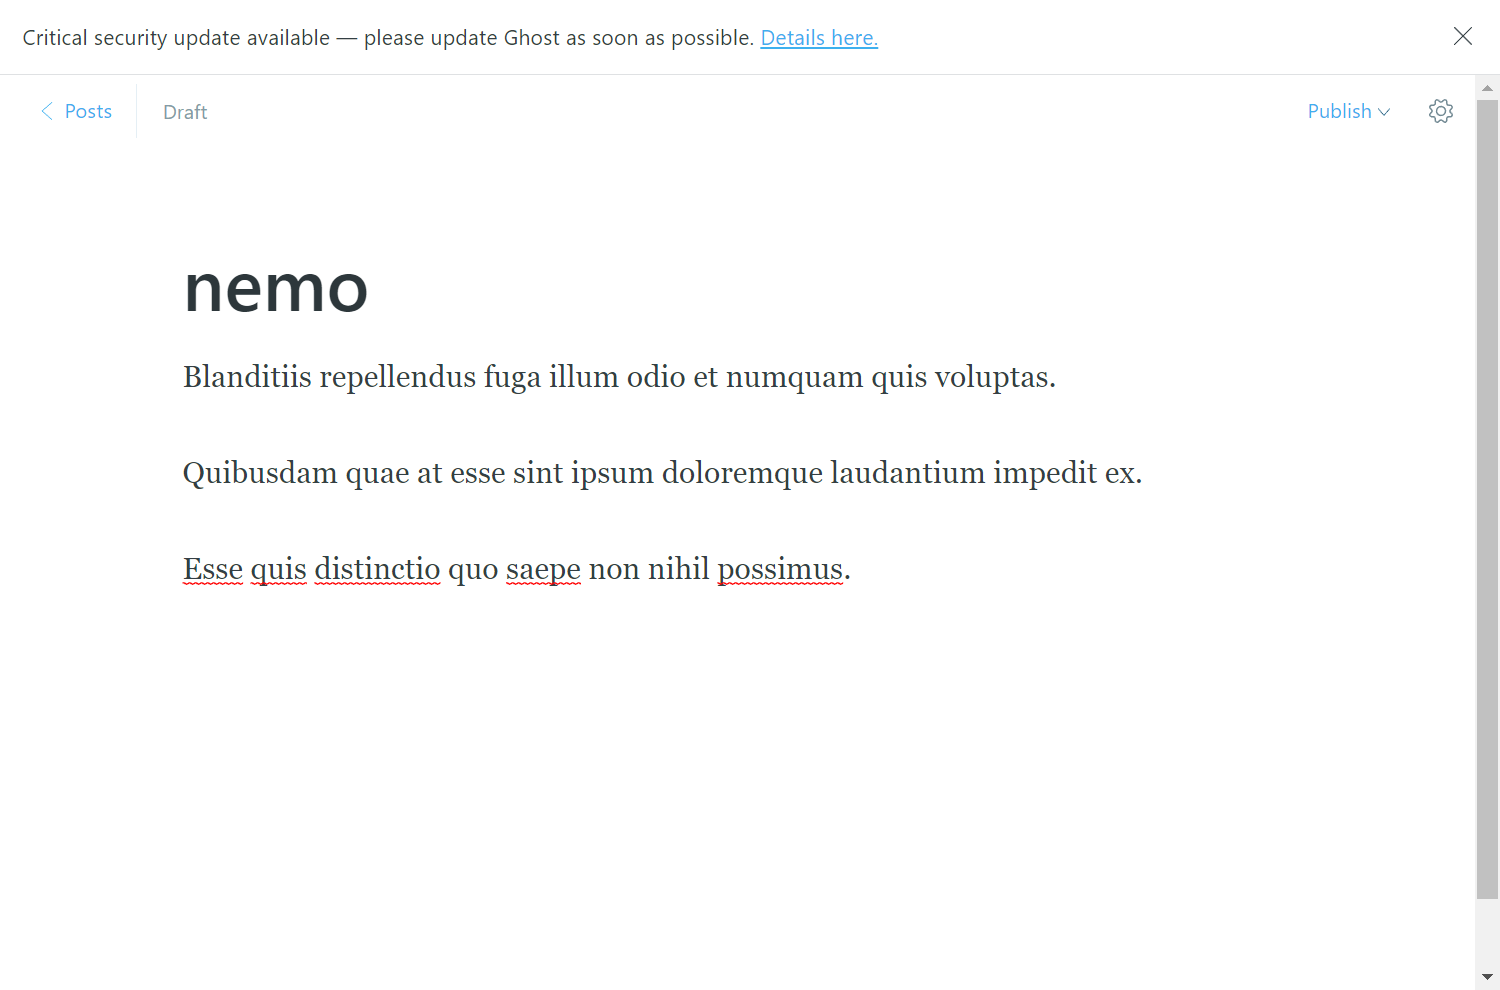 Critical security update available — please update Ghost as soon as possible. Details here.
Posts
Draft
Publish
nemo
Blanditiis repellendus fuga illum odio et numquam quis voluptas.
Quibusdam quae at esse sint ipsum doloremque laudantium impedit ex.
Esse quis distinctio quo saepe non nihil possimus.